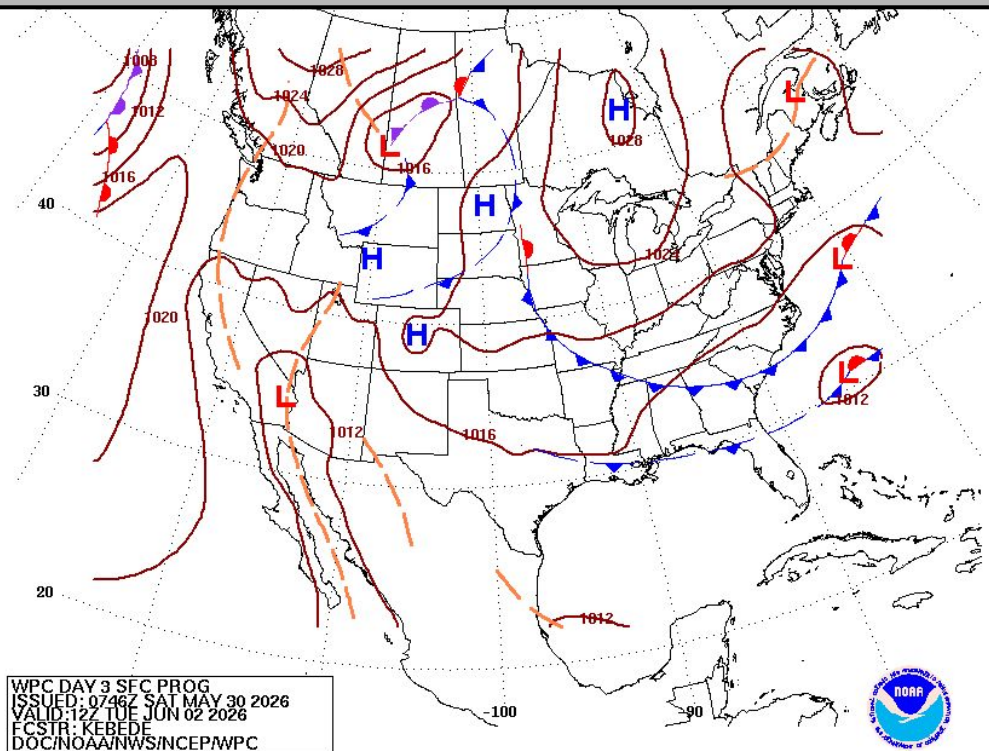 1008
1028
1024
1012
H
L
1020
L
1028
1016
1016
40
H
H
1024
L
1020
H
30
L
L
1012
1012
1016
20
1012
-100
-90
NOAA
WPC DAY 3 SEC PROG
ISSUED: 0746Z SAT MAY 30 2026
VALID:12Z TUE JUN 02 2026
FCSTR: KEBEDE
DOC/NOAA/NWS/NCEP/WPC